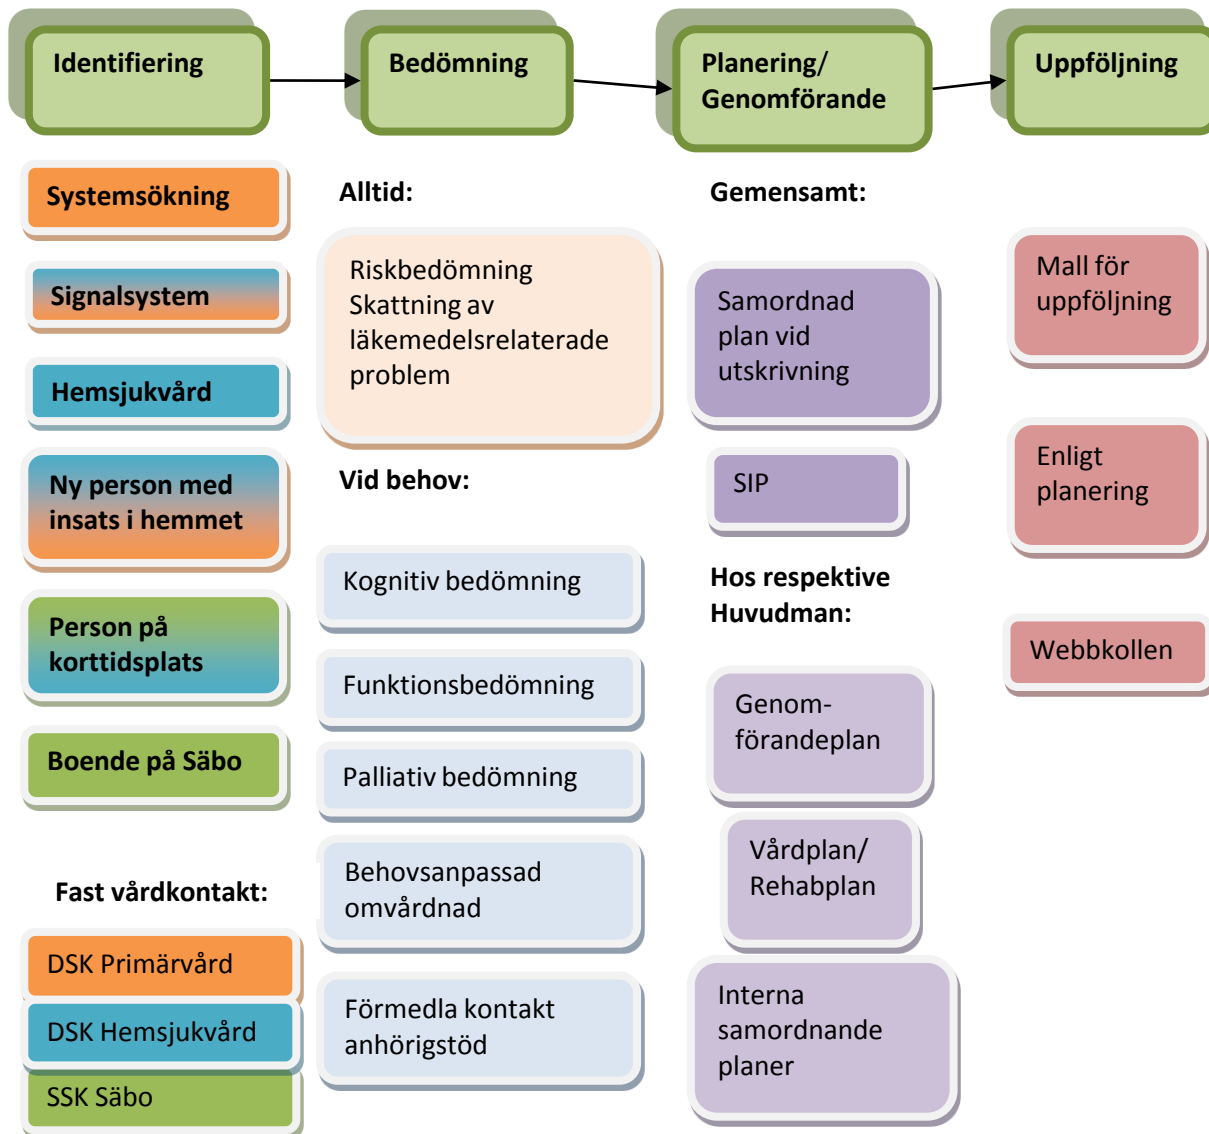 Identifiering
Bedömning
Planering/
Genomförande
Uppföljning
Systemsökning
Signalsystem
Hemsjukvård
Ny person med
insats i hemmet
Person på
korttidsplats
Boende på Säbo
Fast vårdkontakt:
DSK Primärvård
DSK Hemsjukvård
SSK Säbo
Alltid:
Riskbedömning
Skattning av
läkemedelsrelaterade
problem
Vid behov:
Kognitiv bedömning
Funktionsbedömning
Palliativ bedömning
Behovsanpassad
omvårdnad
Förmedla kontakt
anhörigstöd
Gemensamt:
Samordnad
plan vid
utskrivning
SIP
Hos respektive
Huvudman:
Genom-
förandeplan
Vårdplan/
Rehabplan
Interna
samordnande
planer
Mall för
uppföljning
Enligt
planering
Webbkollen